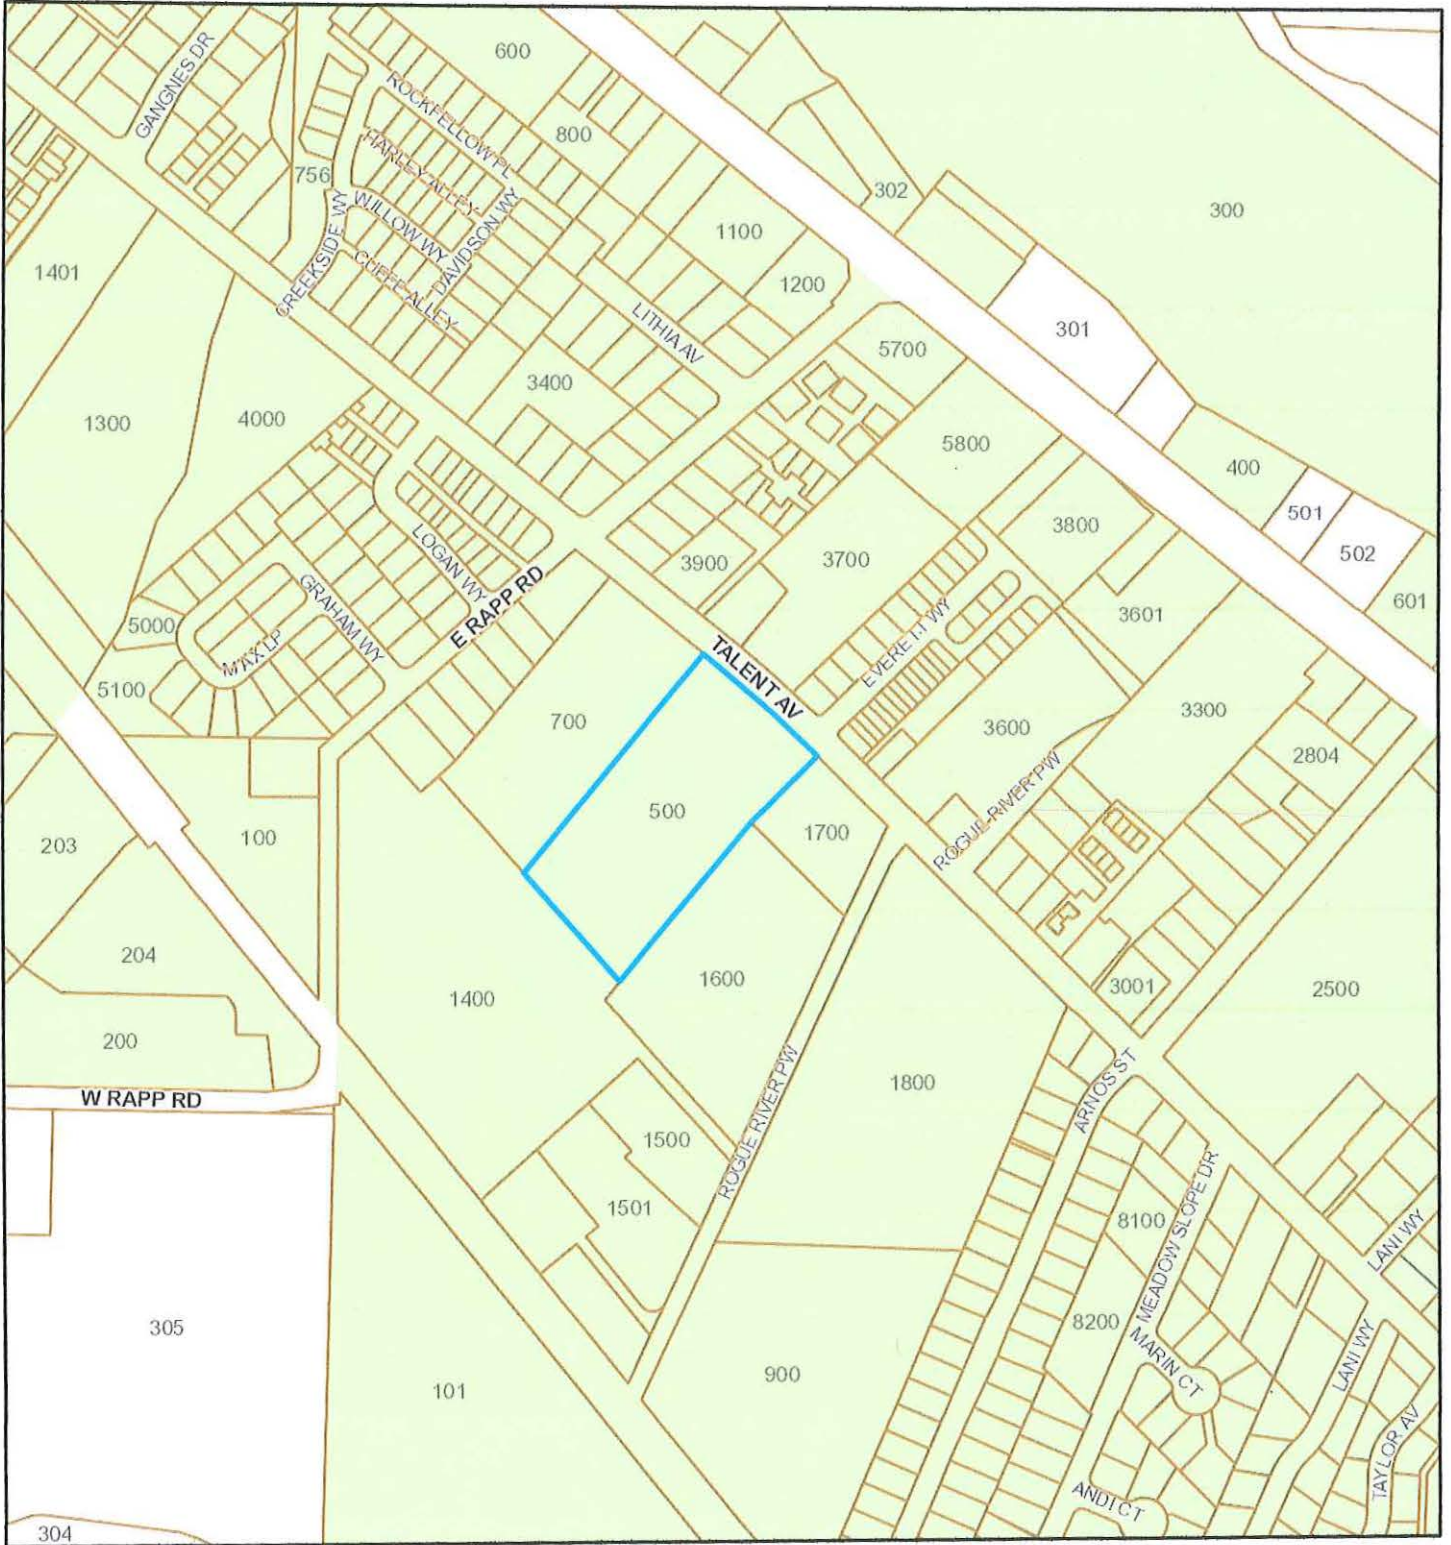 600
GANGNES DR
ROCKFELLOW PL
800
HARLEY ALLEY
756
302
300
WILLOW WY
DAVIDSON WY
1100
CREEKSIDE WY
1401
CUFFE ALLEY
1200
LITHIA AV
301
5700
3400
1300
4000
5800
400
501
3800
502
LOGAN WY
3900
3700
GRAHAM WY
E RAPP RD
601
3601
5000
MAX LP
EVERETT WY
TALENT AV
5100
700
3600
3300
2804
500
ROGUE RIVER PW
1700
100
203
204
1600
3001
2500
1400
200
1800
W RAPP RD
ARNOS ST
1500
ROGUE RIVER PW
1501
8100
MEADOW SLOPE DR
LANI WY
305
8200
MARIN CT
LANI WY
900
101
TAYLOR AV
ANDI CT
304